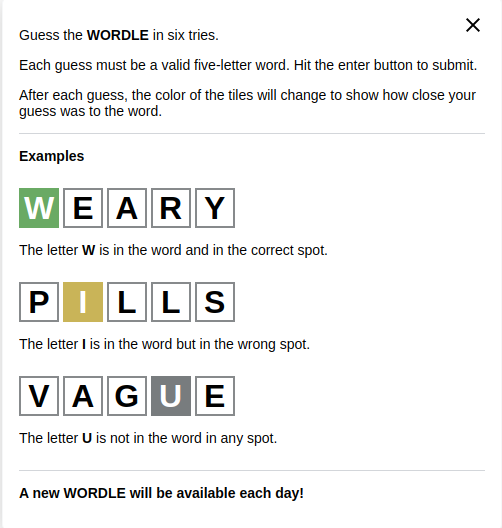 Guess the WORDLE in six tries.
Each guess must be a valid five-letter word. Hit the enter button to submit.
After each guess, the color of the tiles will change to show how close your
guess was to the word.
Examples
W E A R Y
The letter W is in the word and in the correct spot.
P I L L S
The letter I is in the word but in the wrong spot.
V A G U E
The letter U is not in the word in any spot.
A new WORDLE will be available each day!